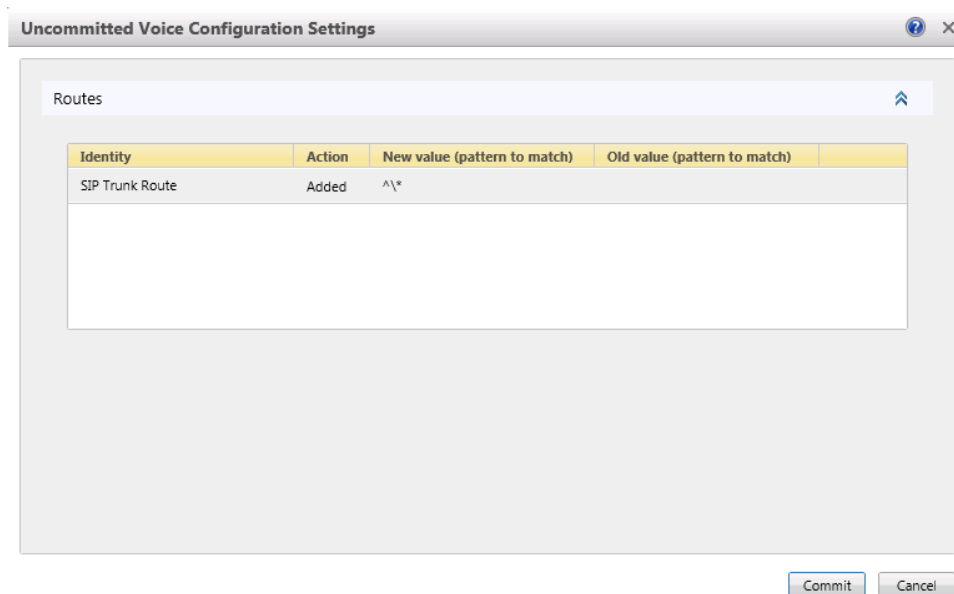 Uncommitted Voice Configuration Settings
Routes
Identity Action New value (pattern to match) Old value (pattern to match)
SIP Trunk Route Added ^\*
Commit Cancel